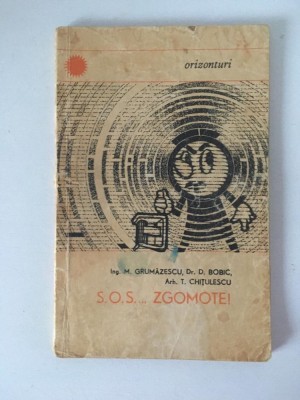 orizonturi
Ing. M. GRUMĂZESCU, Dr. D. BOBIC,
Arh. T. CHIȚULESCU
S.O.S... ZGOMOTE!